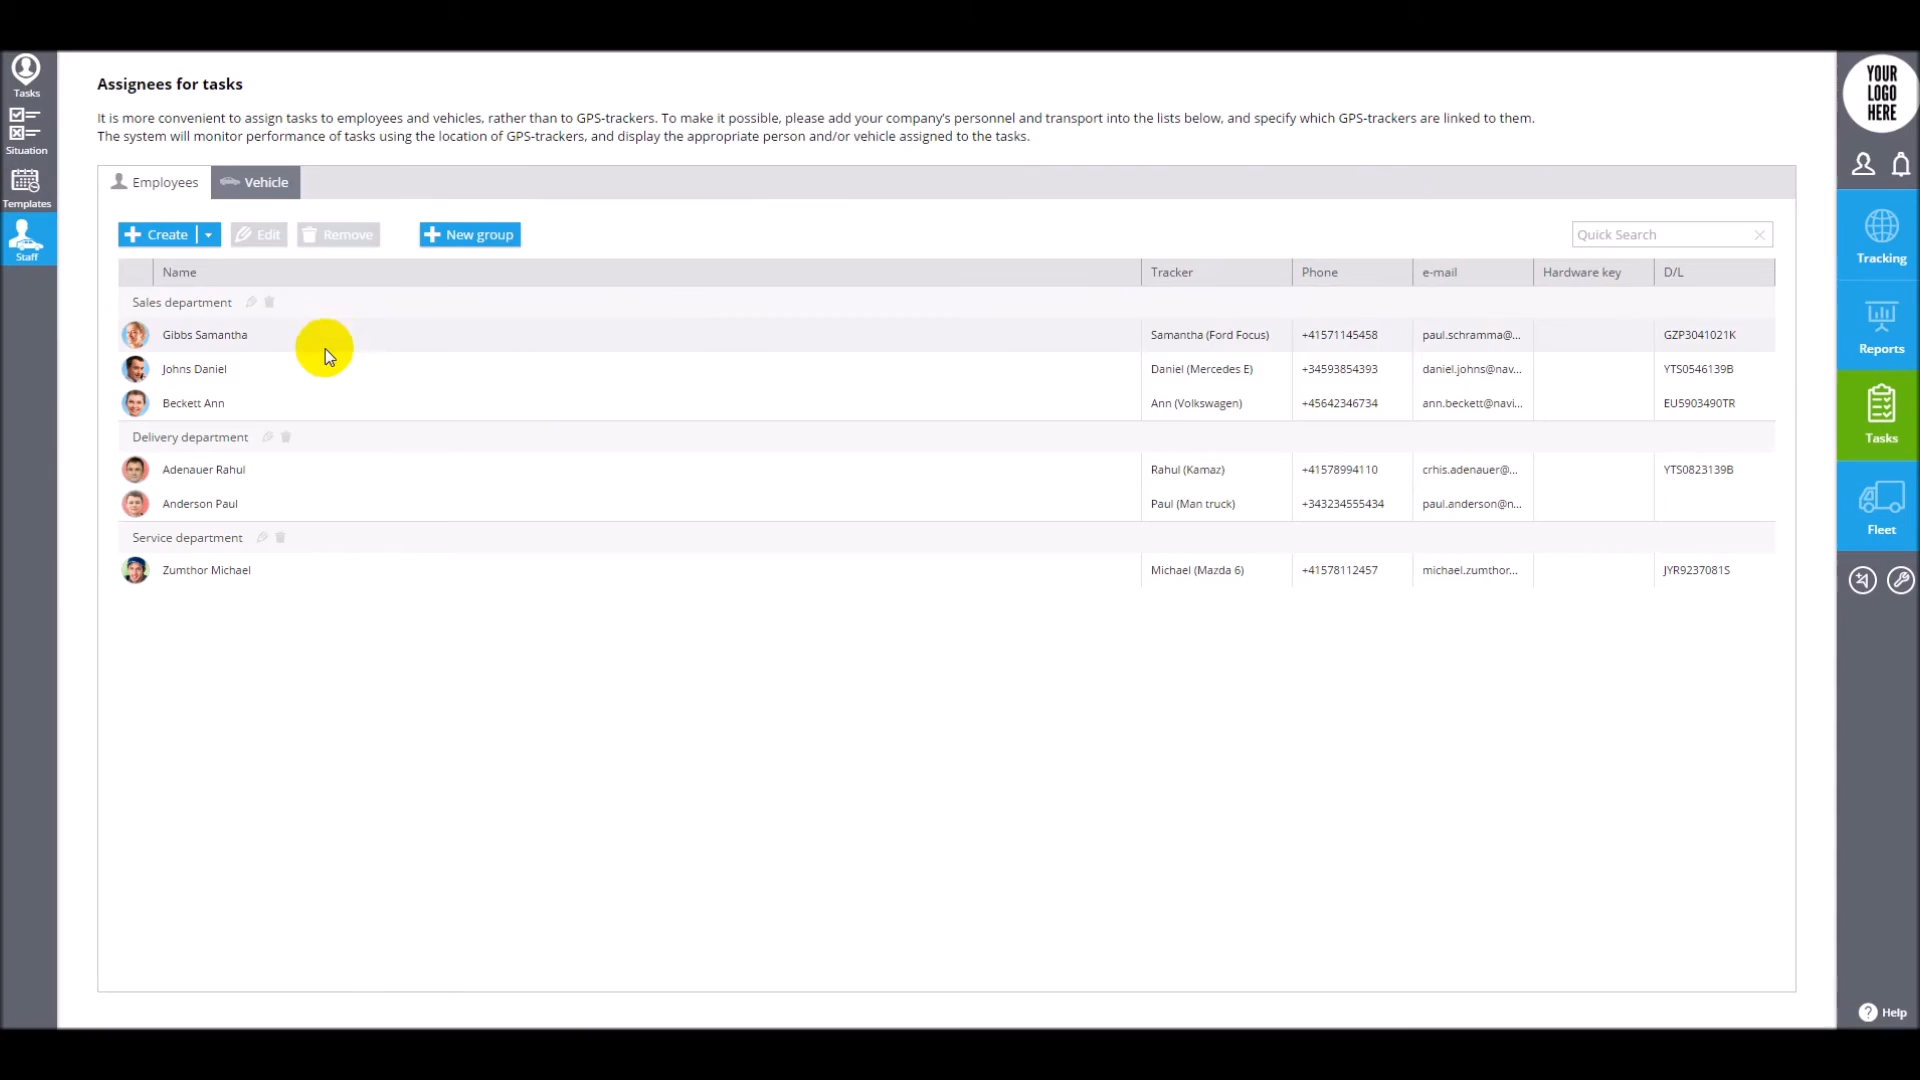 Tasks
Situation
Templates
Staff
Assignees for tasks
It is more convenient to assign tasks to employees and vehicles, rather than to GPS-trackers. To make it possible, please add your company's personnel and transport into the lists below, and specify which GPS-trackers are linked to them.
The system will monitor performance of tasks using the location of GPS-trackers, and display the appropriate person and/or vehicle assigned to the tasks.
Employees Vehicle
Create Edit Remove New group Quick Search
Name Tracker Phone e-mail Hardware key D/L
Sales department
Gibbs Samantha Samantha (Ford Focus) +41571145458 paul.schramma@... GZP3041021K
Johns Daniel Daniel (Mercedes E) +34593854393 daniel.johns@nav... YTS0546139B
Beckett Ann Ann (Volkswagen) +45642346734 ann.beckett@navi... EU5903490TR
Delivery department
Adenauer Rahul Rahul (Kamaz) +41578994110 crhis.adenauer@... YTS0823139B
Anderson Paul Paul (Man truck) +343234555434 paul.anderson@n...
Service department
Zumthor Michael Michael (Mazda 6) +41578112457 michael.zumthor... JYR9237081S
YOUR
LOGO
HERE
Tracking
Reports
Tasks
Fleet
? Help